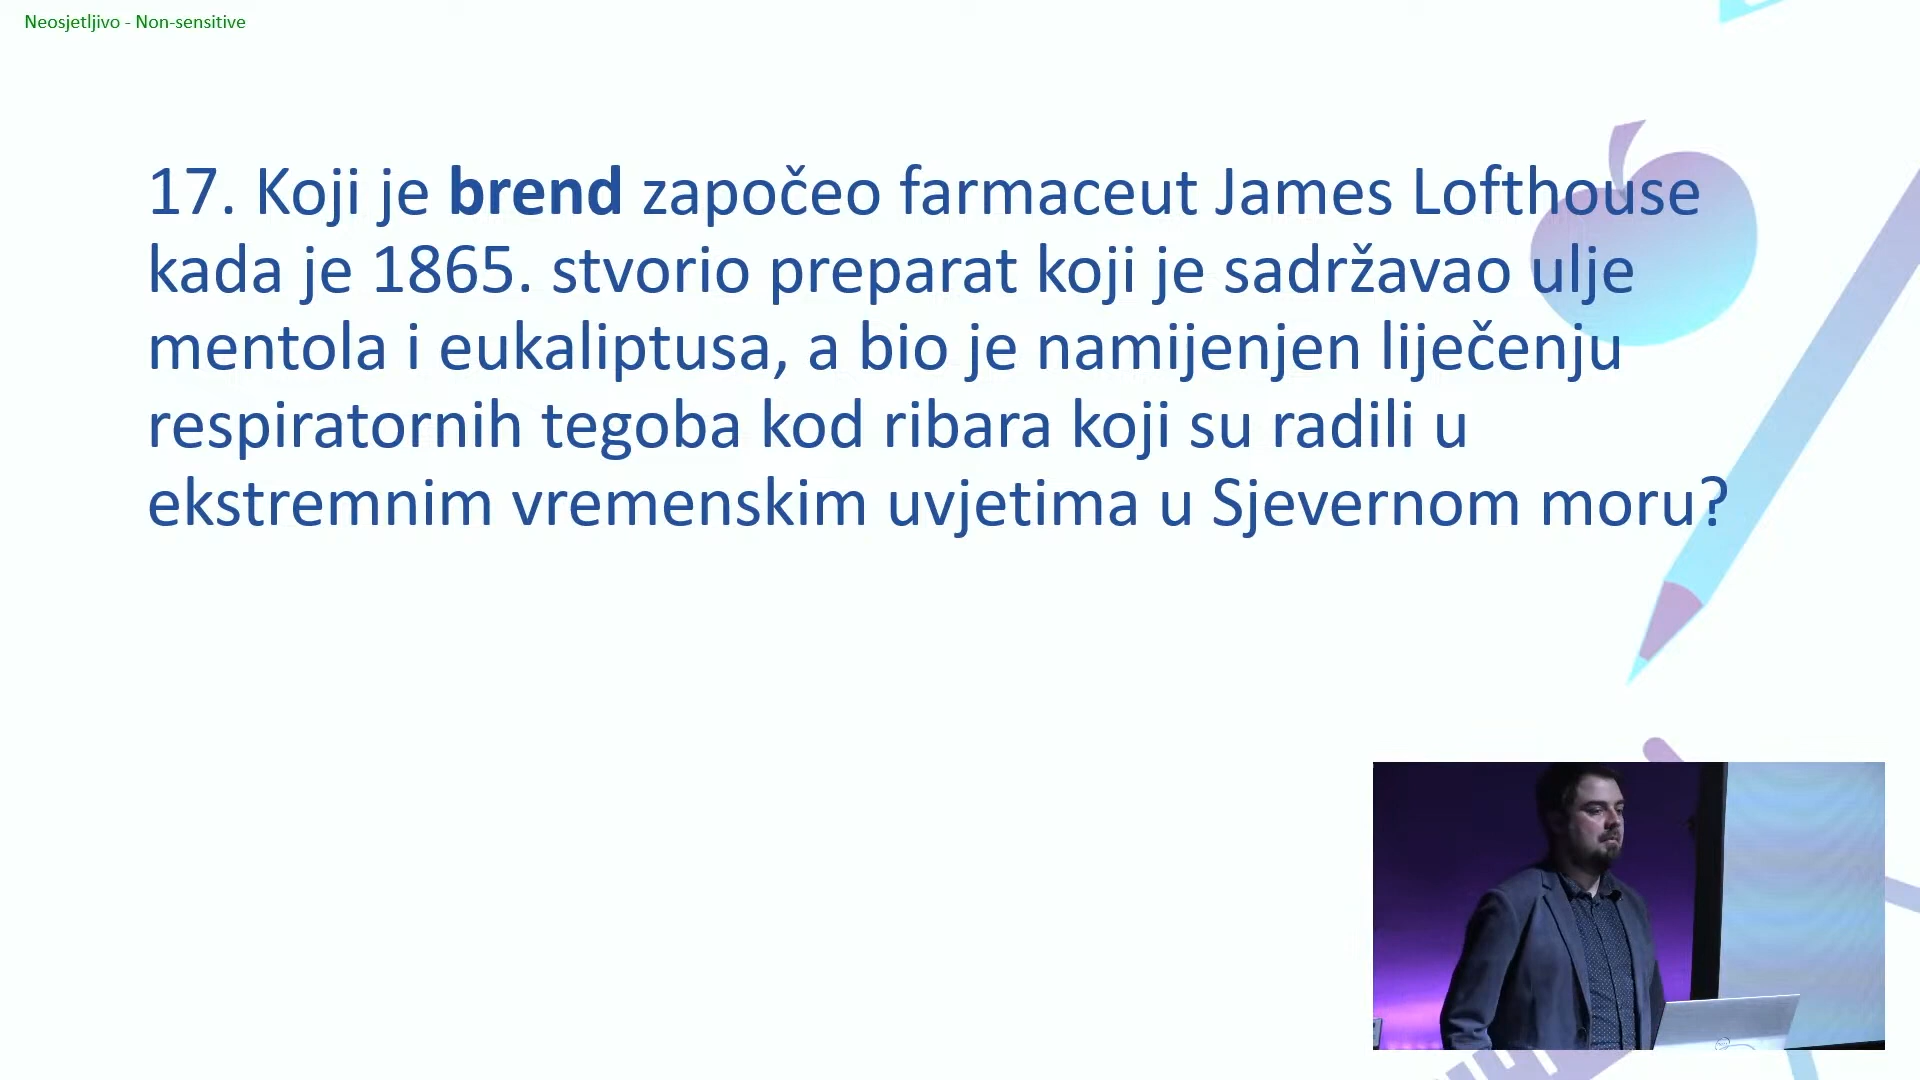 Neosjetljivo - Non-sensitive
17. Koji je brend započeo farmaceut James Lofthouse
kada je 1865. stvorio preparat koji je sadržavao ulje
mentola i eukaliptusa, a bio je namijenjen liječenju
respiratornih tegoba kod ribara koji su radili u
ekstremnim vremenskim uvjetima u Sjevernom moru?